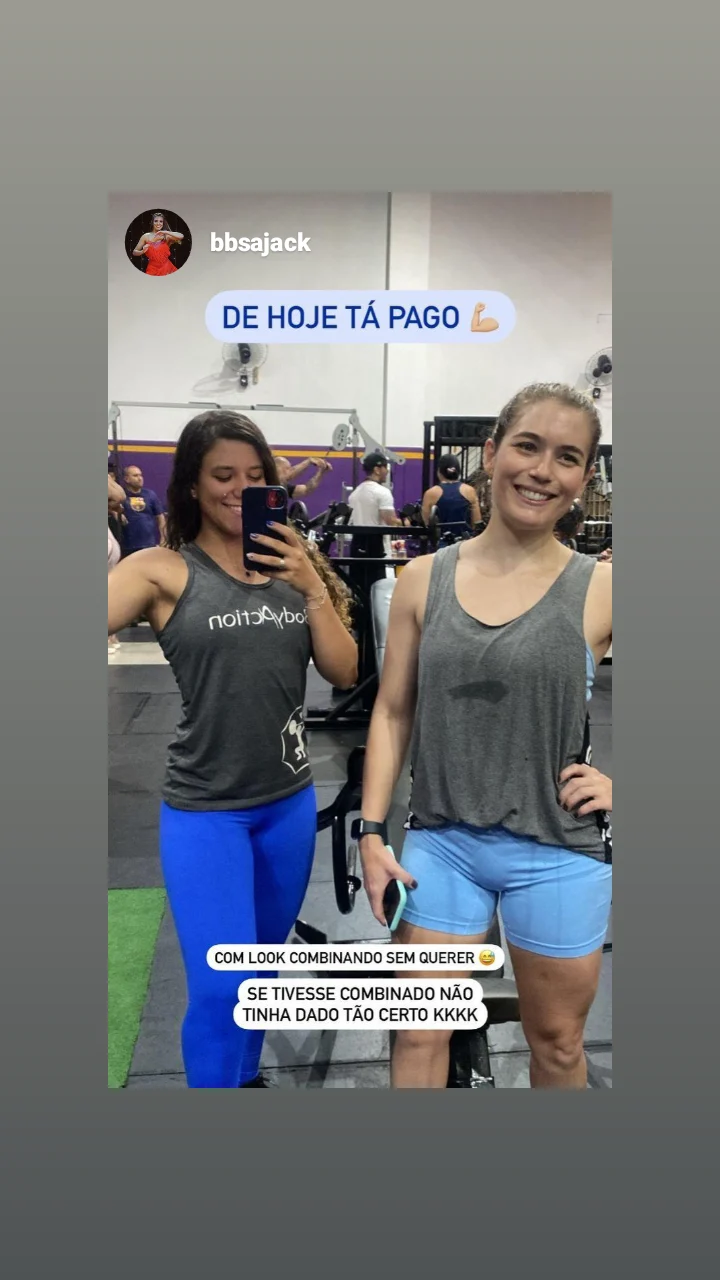 bbsajack
DE HOJE TÁ PAGO 💪🏼
BodyAction
COM LOOK COMBINANDO SEM QUERER 😅
SE TIVESSE COMBINADO NÃO
TINHA DADO TÃO CERTO KKKK